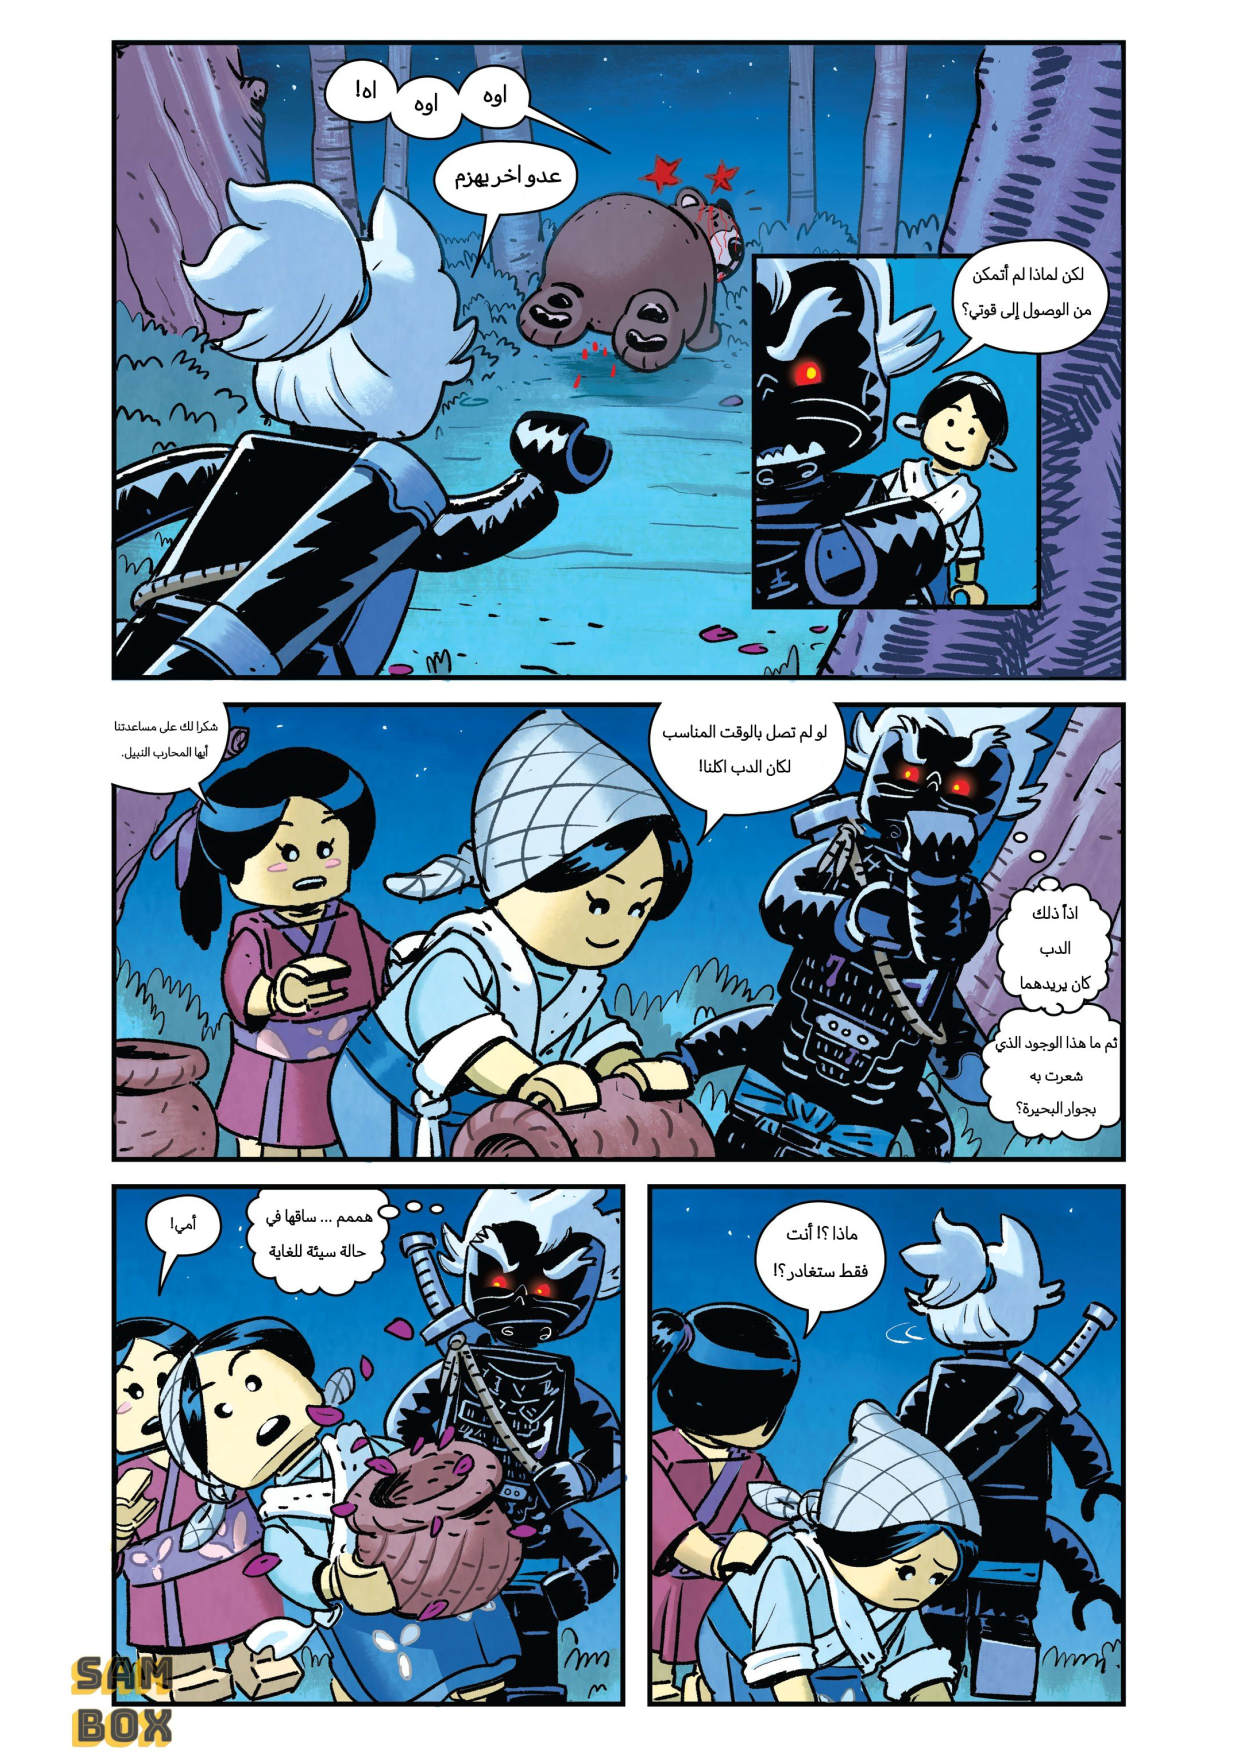 اوه
اوه
اه!
عدو اخر يهزم
لكن لماذا لم أتمكن
من الوصول إلى قوتي؟
لو لم تصل بالوقت المناسب
لكان الدب اكلنا!
شكرا لك على مساعدتنا
أيها المحارب النبيل.
اذاً ذلك
الدب
كان يريدهما
ثم ما هذا الوجود الذي
شعرت به
بجوار البحيرة؟
ماذا ؟! أنت
فقط ستغادر؟!
هممم ... ساقها في
حالة سيئة للغاية
أمي!
SAM
BOX